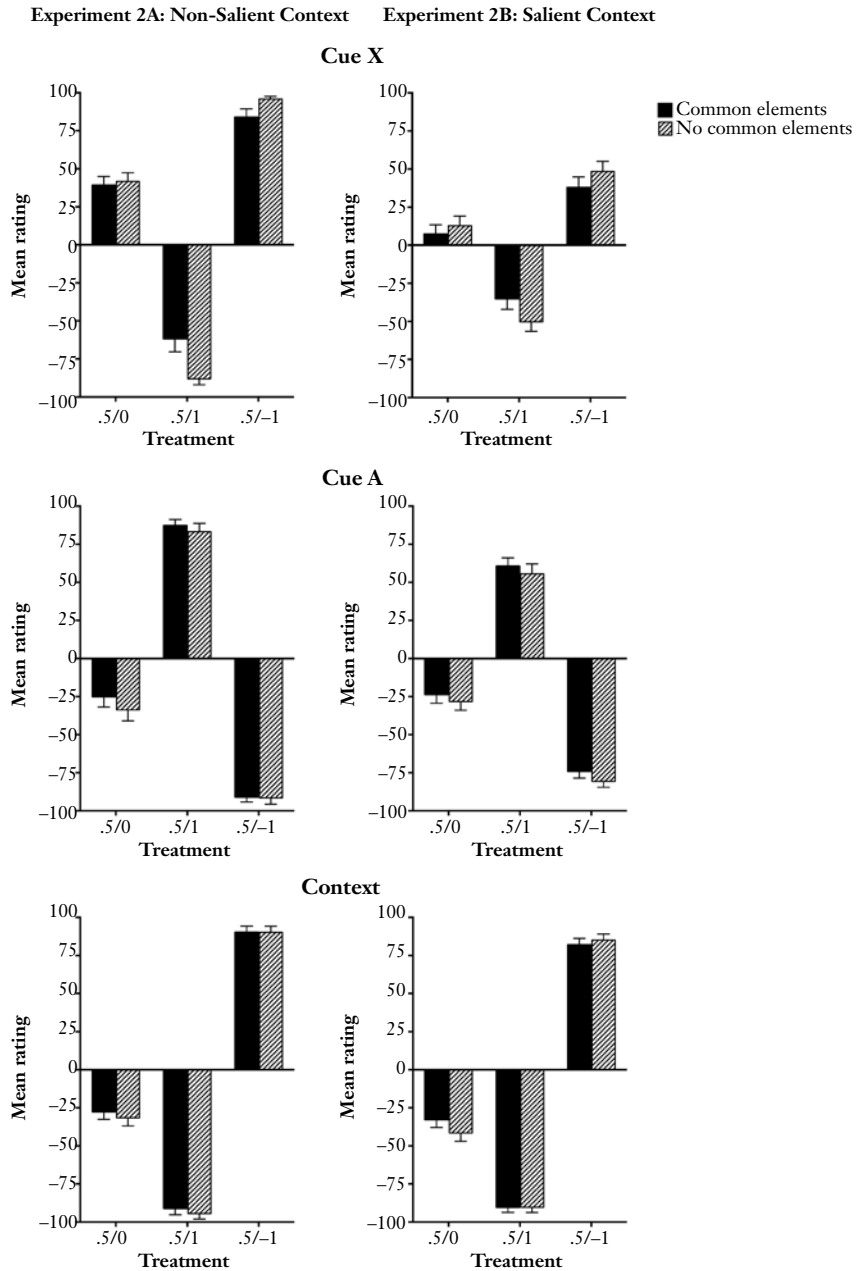 Experiment 2A: Non-Salient Context Experiment 2B: Salient Context
Cue X
Common elements
No common elements
Mean rating
100
75
50
25
0
–25
–50
–75
–100
.5/0 .5/1 .5/–1
Treatment
Mean rating
100
75
50
25
0
–25
–50
–75
–100
.5/0 .5/1 .5/–1
Treatment
Cue A
Mean rating
100
75
50
25
0
–25
–50
–75
–100
.5/0 .5/1 .5/–1
Treatment
Mean rating
100
75
50
25
0
–25
–50
–75
–100
.5/0 .5/1 .5/–1
Treatment
Context
Mean rating
100
75
50
25
0
–25
–50
–75
–100
.5/0 .5/1 .5/–1
Treatment
Mean rating
100
75
50
25
0
–25
–50
–75
–100
.5/0 .5/1 .5/–1
Treatment